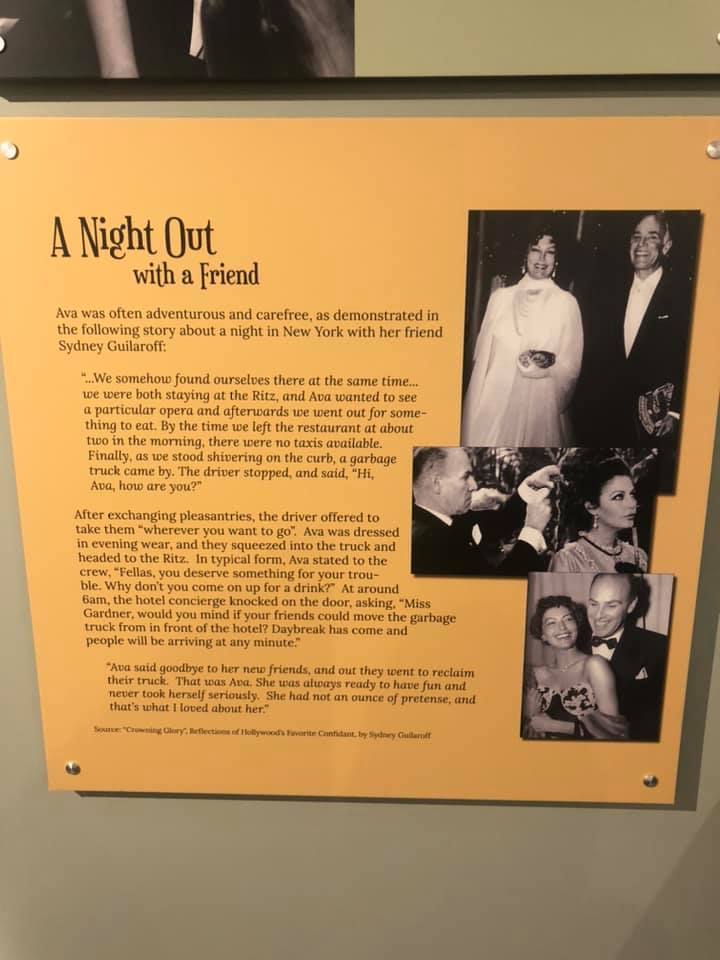 A Night Out
with a Friend
Ava was often adventurous and carefree, as demonstrated in
the following story about a night in New York with her friend
Sydney Guilaroff:
“...We somehow found ourselves there at the same time...
we were both staying at the Ritz, and Ava wanted to see
a particular opera and afterwards we went out for some-
thing to eat. By the time we left the restaurant at about
two in the morning, there were no taxis available.
Finally, as we stood shivering on the curb, a garbage
truck came by. The driver stopped, and said, “Hi,
Ava, how are you?”
After exchanging pleasantries, the driver offered to
take them “wherever you want to go”. Ava was dressed
in evening wear, and they squeezed into the truck and
headed to the Ritz. In typical form, Ava stated to the
crew, “Fellas, you deserve something for your trou-
ble. Why don’t you come on up for a drink?” At around
6am, the hotel concierge knocked on the door, asking, “Miss
Gardner, would you mind if your friends could move the garbage
truck from in front of the hotel? Daybreak has come and
people will be arriving at any minute.”
“Ava said goodbye to her new friends, and out they went to reclaim
their truck. That was Ava. She was always ready to have fun and
never took herself seriously. She had not an ounce of pretense, and
that’s what I loved about her.”
Source: “Crowning Glory”, Reflections of Hollywood’s Favorite Confidant, by Sydney Guilaroff